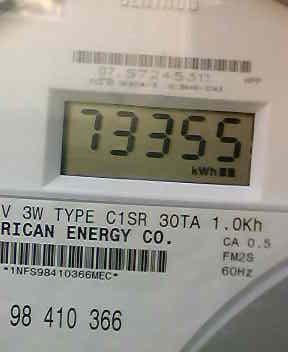 73355
kWh
V 3W TYPE C1SR 30TA 1.0Kh
RICAN ENERGY CO.
CA 0.5
FM2S
60Hz
*1NFS98410366MEC*
98 410 366